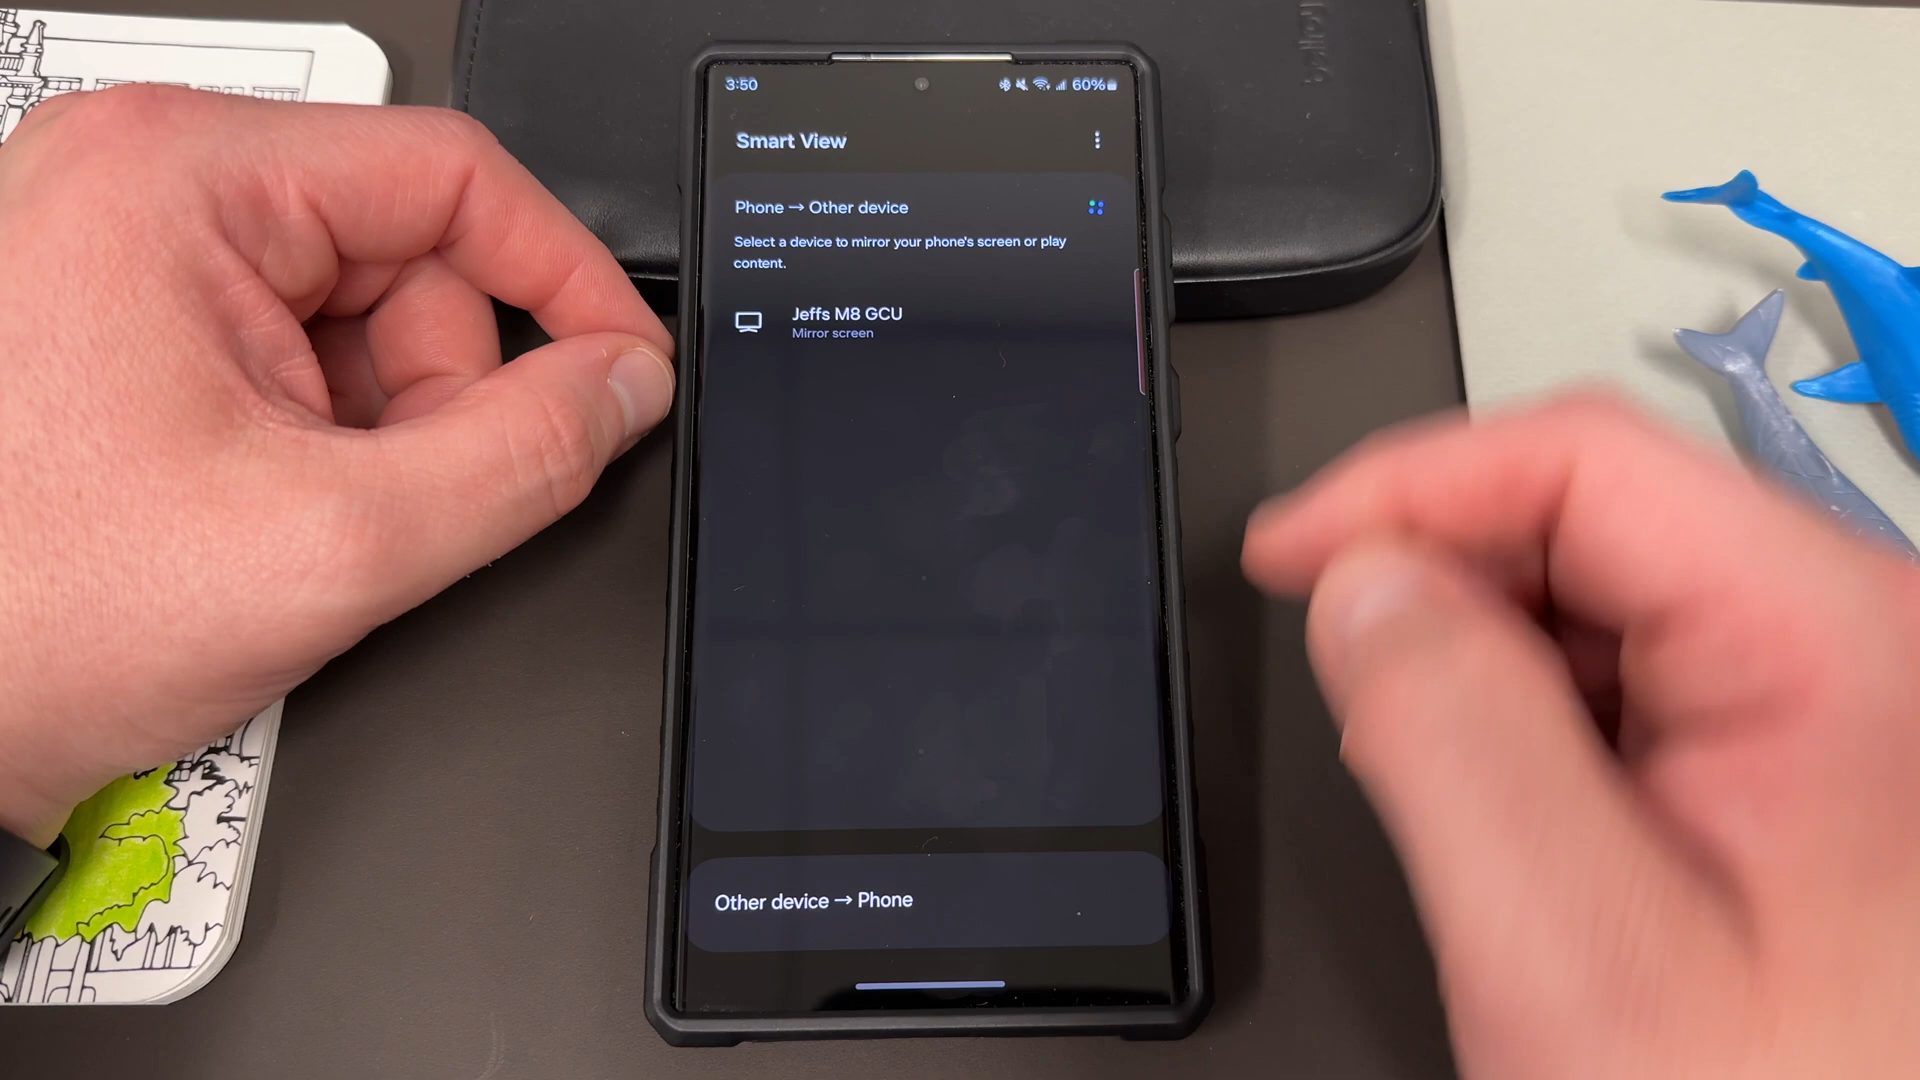 bellroy
3:50 60%
Smart View
Phone → Other device
Select a device to mirror your phone's screen or play
content.
Jeffs M8 GCU
Mirror screen
Other device → Phone